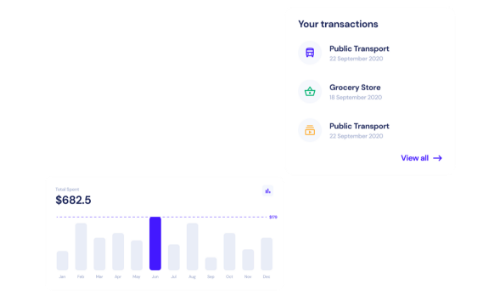 Your transactions
Public Transport
22 September 2020
Grocery Store
18 September 2020
Public Transport
22 September 2020
View all
Total Spent
$682.5
Jan Feb Mar Apr May Jun Jul Aug Sep Oct Nov Dec